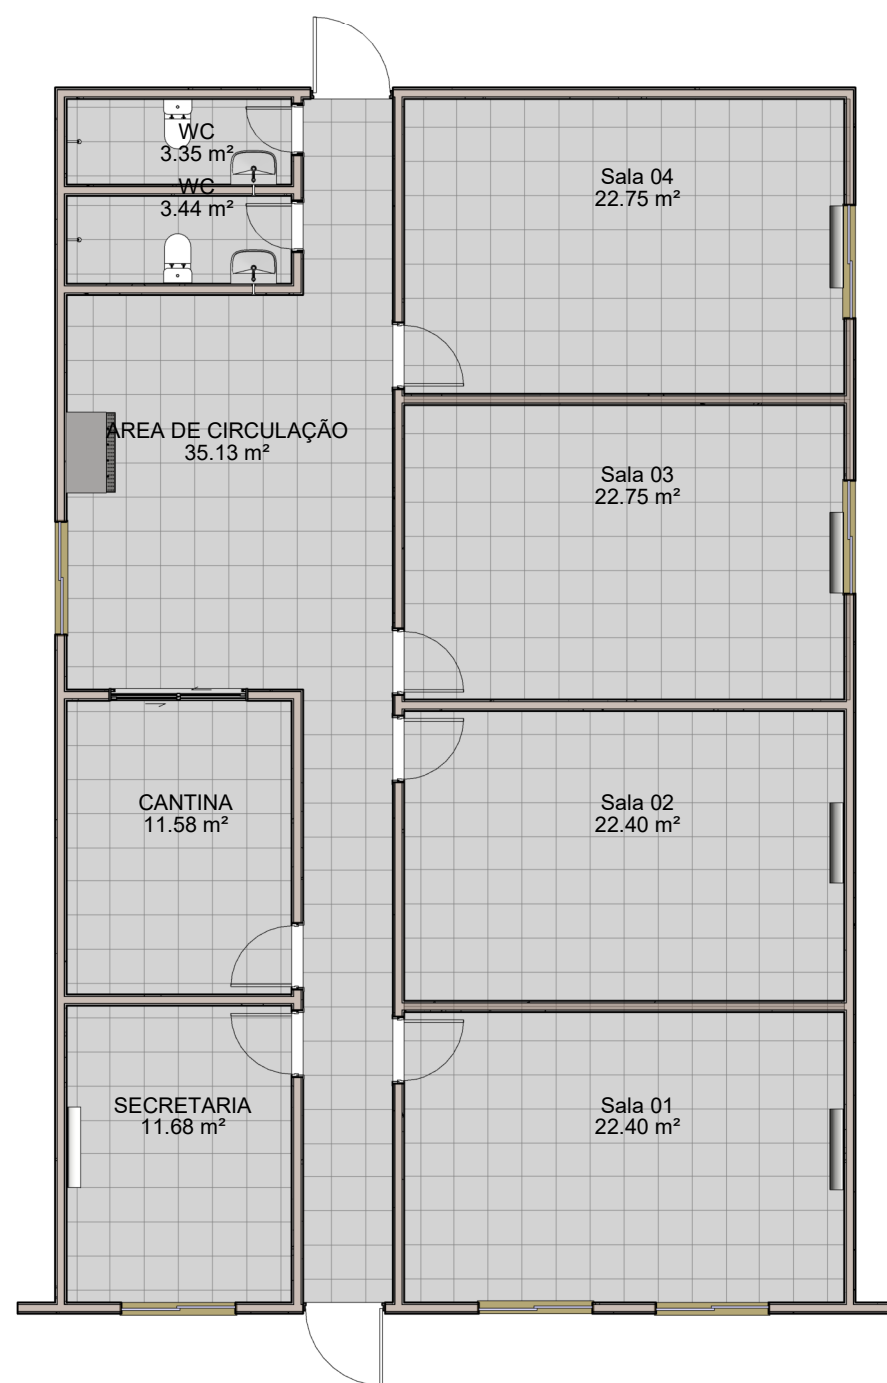 WC
3.35 m²
WC
3.44 m²
Sala 04
22.75 m²
ÁREA DE CIRCULAÇÃO
35.13 m²
Sala 03
22.75 m²
CANTINA
11.58 m²
Sala 02
22.40 m²
SECRETARIA
11.68 m²
Sala 01
22.40 m²